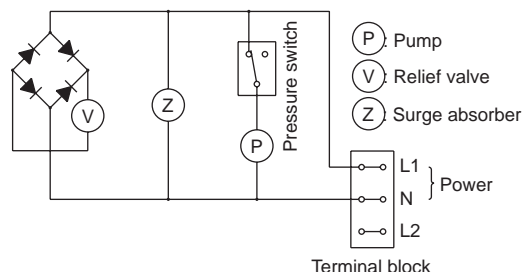 P : Pump
V : Relief valve
Z : Surge absorber
Pressure switch
V
Z
P
L1
N
L2
Power
Terminal block